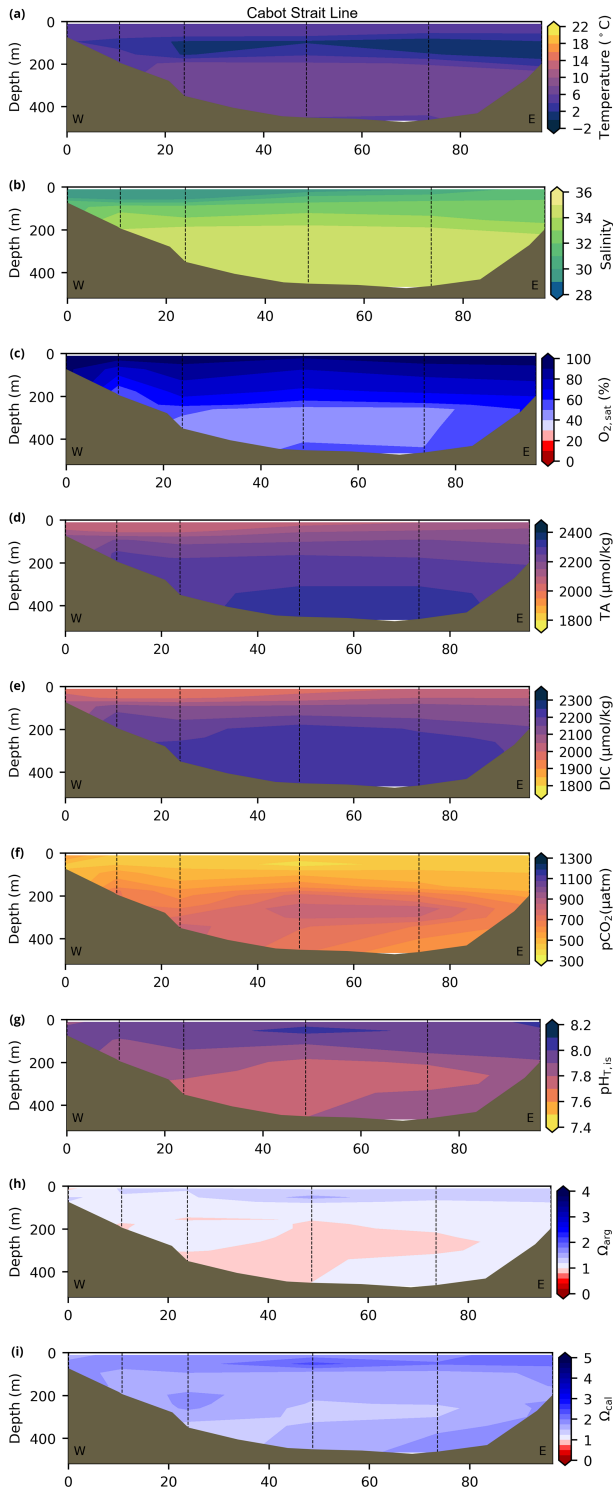 Cabot Strait Line
(a)
0
200
400
Depth (m)
W
E
0 20 40 60 80
22
18
14
10
6
2
−2
Temperature (°C)
(b)
0
200
400
Depth (m)
W
E
0 20 40 60 80
36
34
32
30
28
Salinity
(c)
0
200
400
Depth (m)
W
E
0 20 40 60 80
100
80
60
40
20
0
O2, sat (%)
(d)
0
200
400
Depth (m)
W
E
0 20 40 60 80
2400
2200
2000
1800
TA (µmol/kg)
(e)
0
200
400
Depth (m)
W
E
0 20 40 60 80
2300
2200
2100
2000
1900
1800
DIC (µmol/kg)
(f)
0
200
400
Depth (m)
W
E
0 20 40 60 80
1300
1100
900
700
500
300
pCO2(µatm)
(g)
0
200
400
Depth (m)
W
E
0 20 40 60 80
8.2
8.0
7.8
7.6
7.4
pHT, is
(h)
0
200
400
Depth (m)
W
E
0 20 40 60 80
4
3
2
1
0
Ωarg
(i)
0
200
400
Depth (m)
W
E
0 20 40 60 80
5
4
3
2
1
0
Ωcal